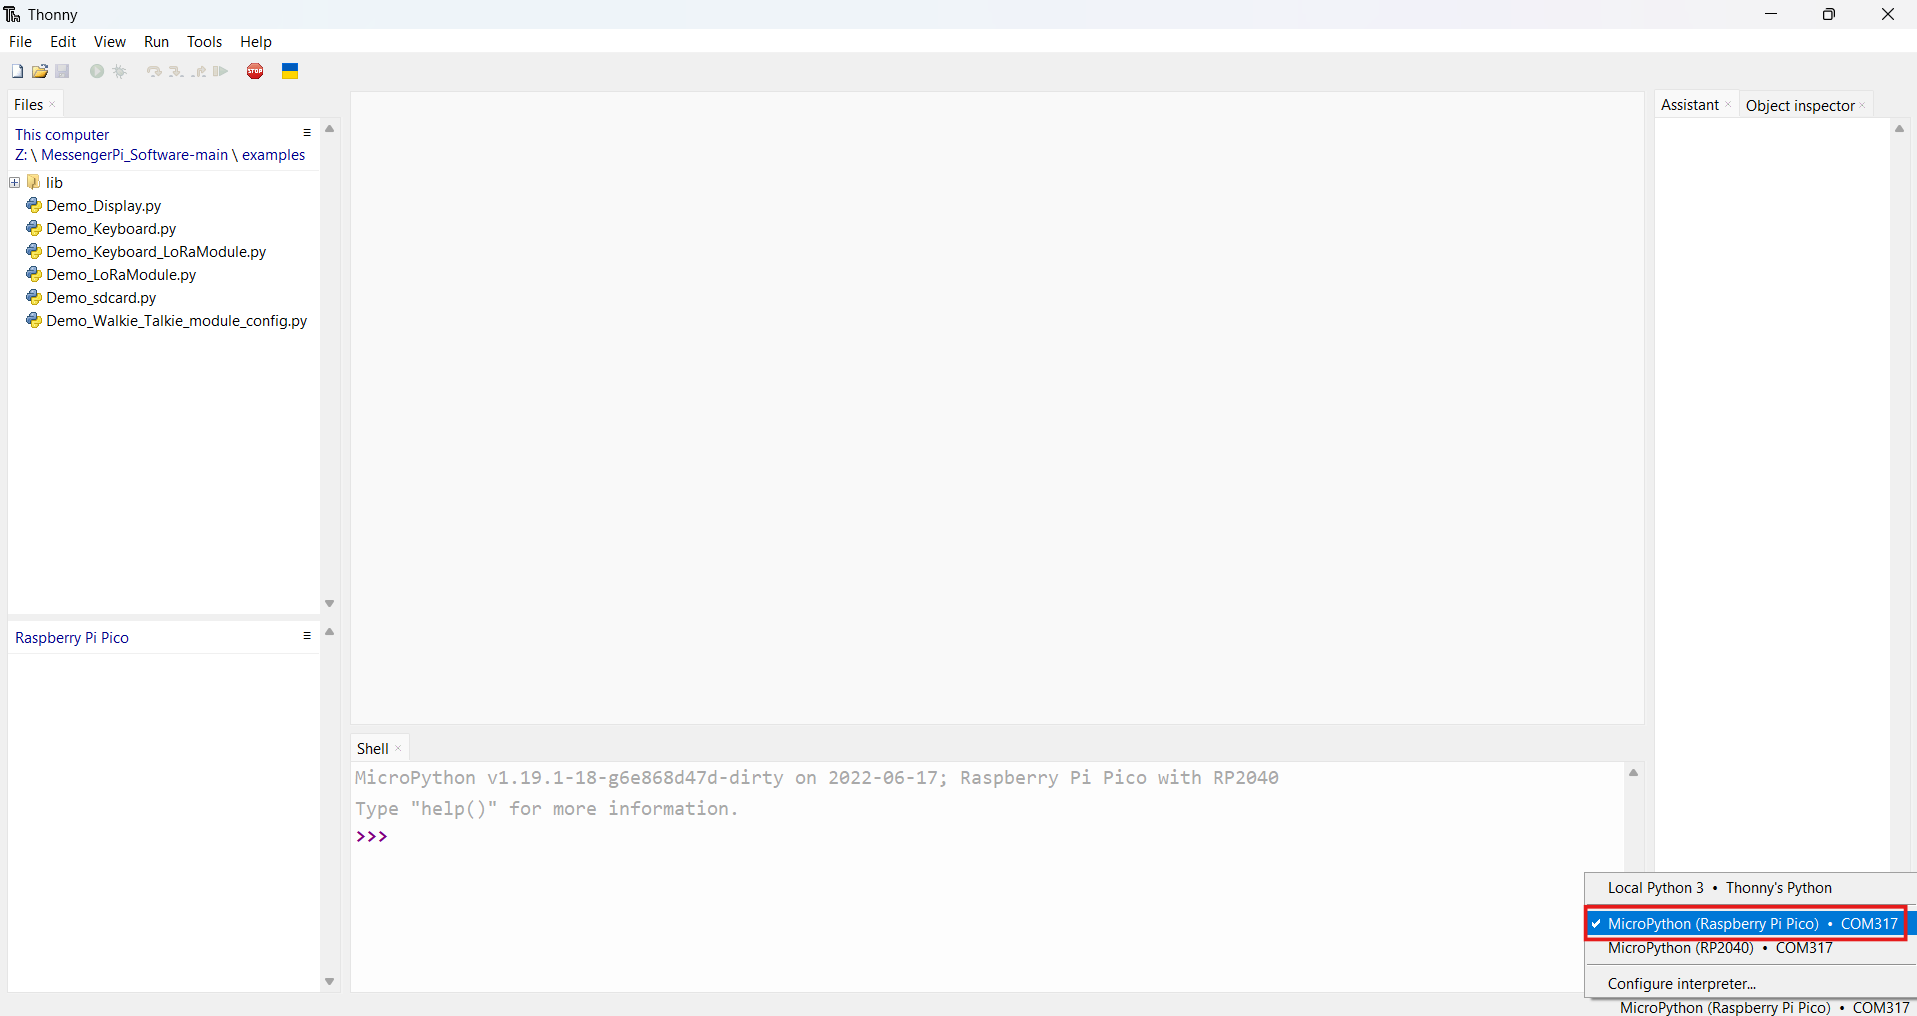 Thonny
File Edit View Run Tools Help
STOP
Files
This computer
Z: \ MessengerPi_Software-main \ examples
lib
Demo_Display.py
Demo_Keyboard.py
Demo_Keyboard_LoRaModule.py
Demo_LoRaModule.py
Demo_sdcard.py
Demo_Walkie_Talkie_module_config.py
Raspberry Pi Pico
Shell
MicroPython v1.19.1-18-g6e868d47d-dirty on 2022-06-17; Raspberry Pi Pico with RP2040
Type "help()" for more information.
>>>
Assistant Object inspector
Local Python 3 • Thonny's Python
MicroPython (Raspberry Pi Pico) • COM317
MicroPython (RP2040) • COM317
Configure interpreter...
MicroPython (Raspberry Pi Pico) • COM317